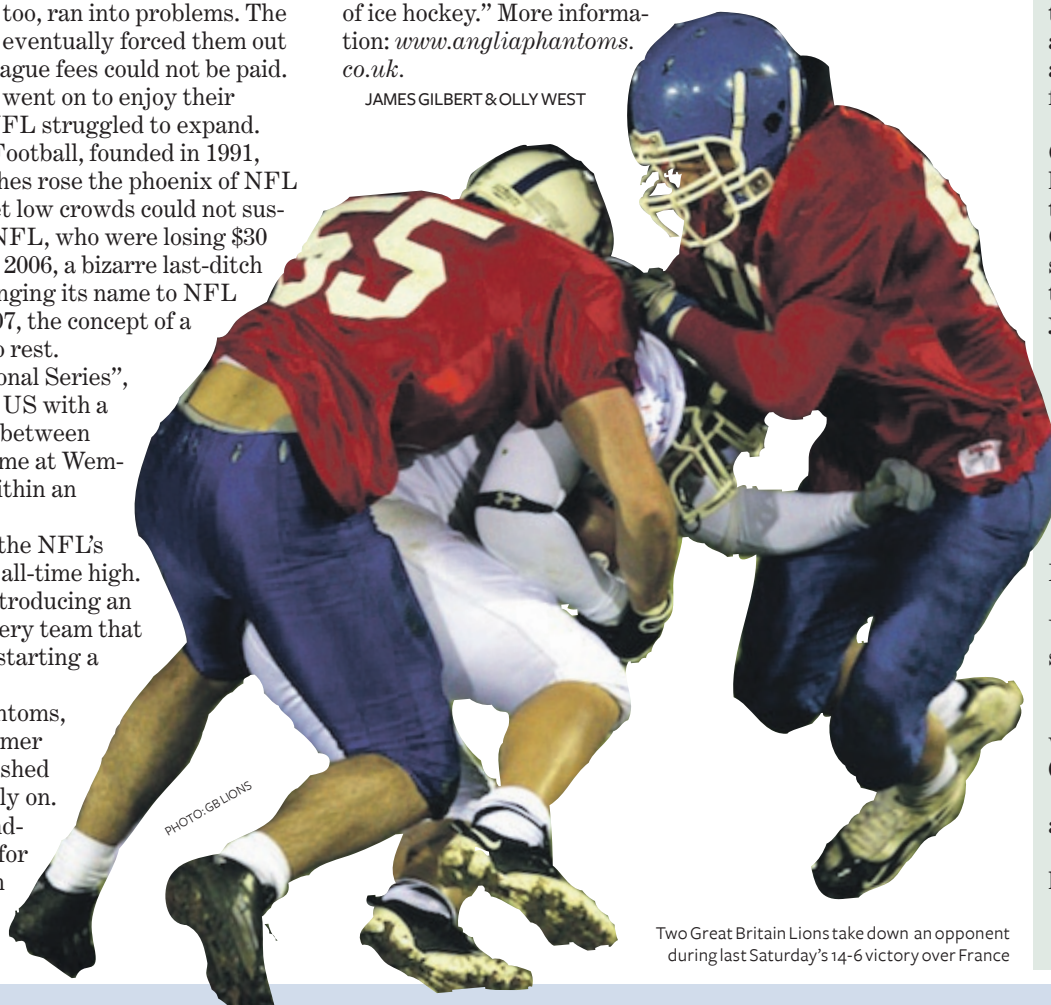 too, ran into problems. The
eventually forced them out
ague fees could not be paid.
went on to enjoy their
FL struggled to expand.
Football, founded in 1991,
hes rose the phoenix of NFL
et low crowds could not sus-
NFL, who were losing $30
2006, a bizarre last-ditch
nging its name to NFL
07, the concept of a
o rest.
onal Series”,
US with a
between
me at Wem-
ithin an
the NFL’s
all-time high.
troducing an
ery team that
starting a
ntoms,
mer
shed
ly on.
nd-
for
n
of ice hockey.” More informa-
tion: www.angliaphantoms.
co.uk.
JAMES GILBERT & OLLY WEST
55
PHOTO: GB LIONS
Two Great Britain Lions take down an opponent
during last Saturday’s 14-6 victory over France